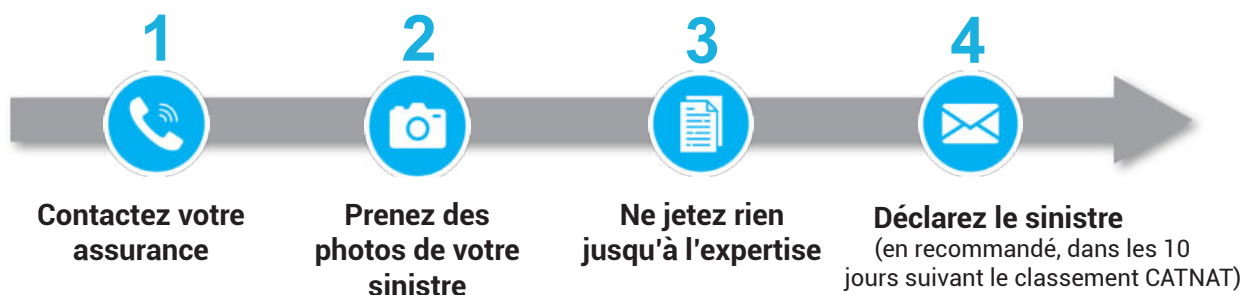 1
2
3
4
Contactez votre
assurance
Prenez des
photos de votre
sinistre
Ne jetez rien
jusqu'à l'expertise
Déclarez le sinistre
(en recommandé, dans les 10
jours suivant le classement CATNAT)